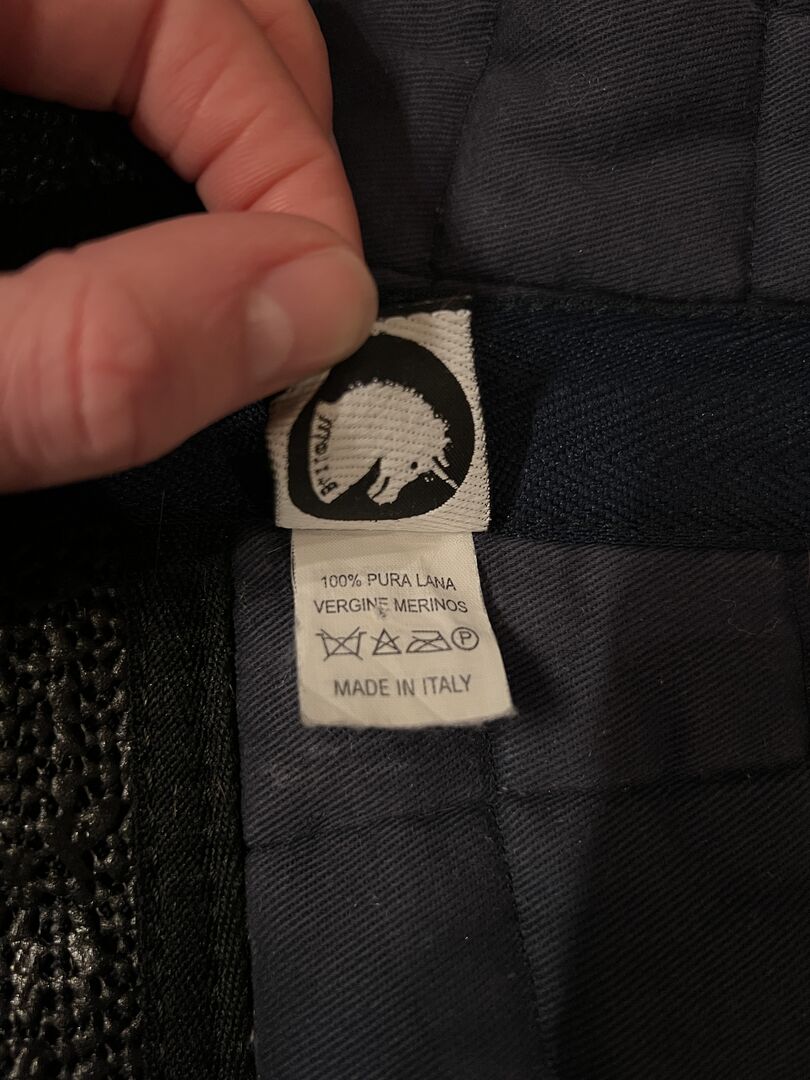 100% PURA LANA
VERGINE MERINOS
P
MADE IN ITALY